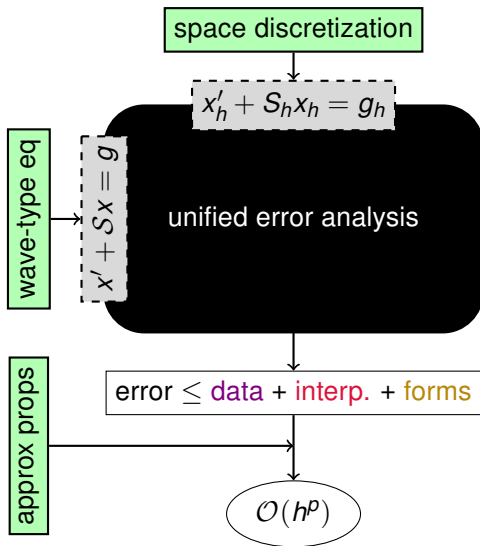 space discretization
x′_h + S_h x_h = g_h
wave-type eq
x′ + 𝒮x = g
unified error analysis
error ≤ data + interp. + forms
approx props
𝒪(h^p)